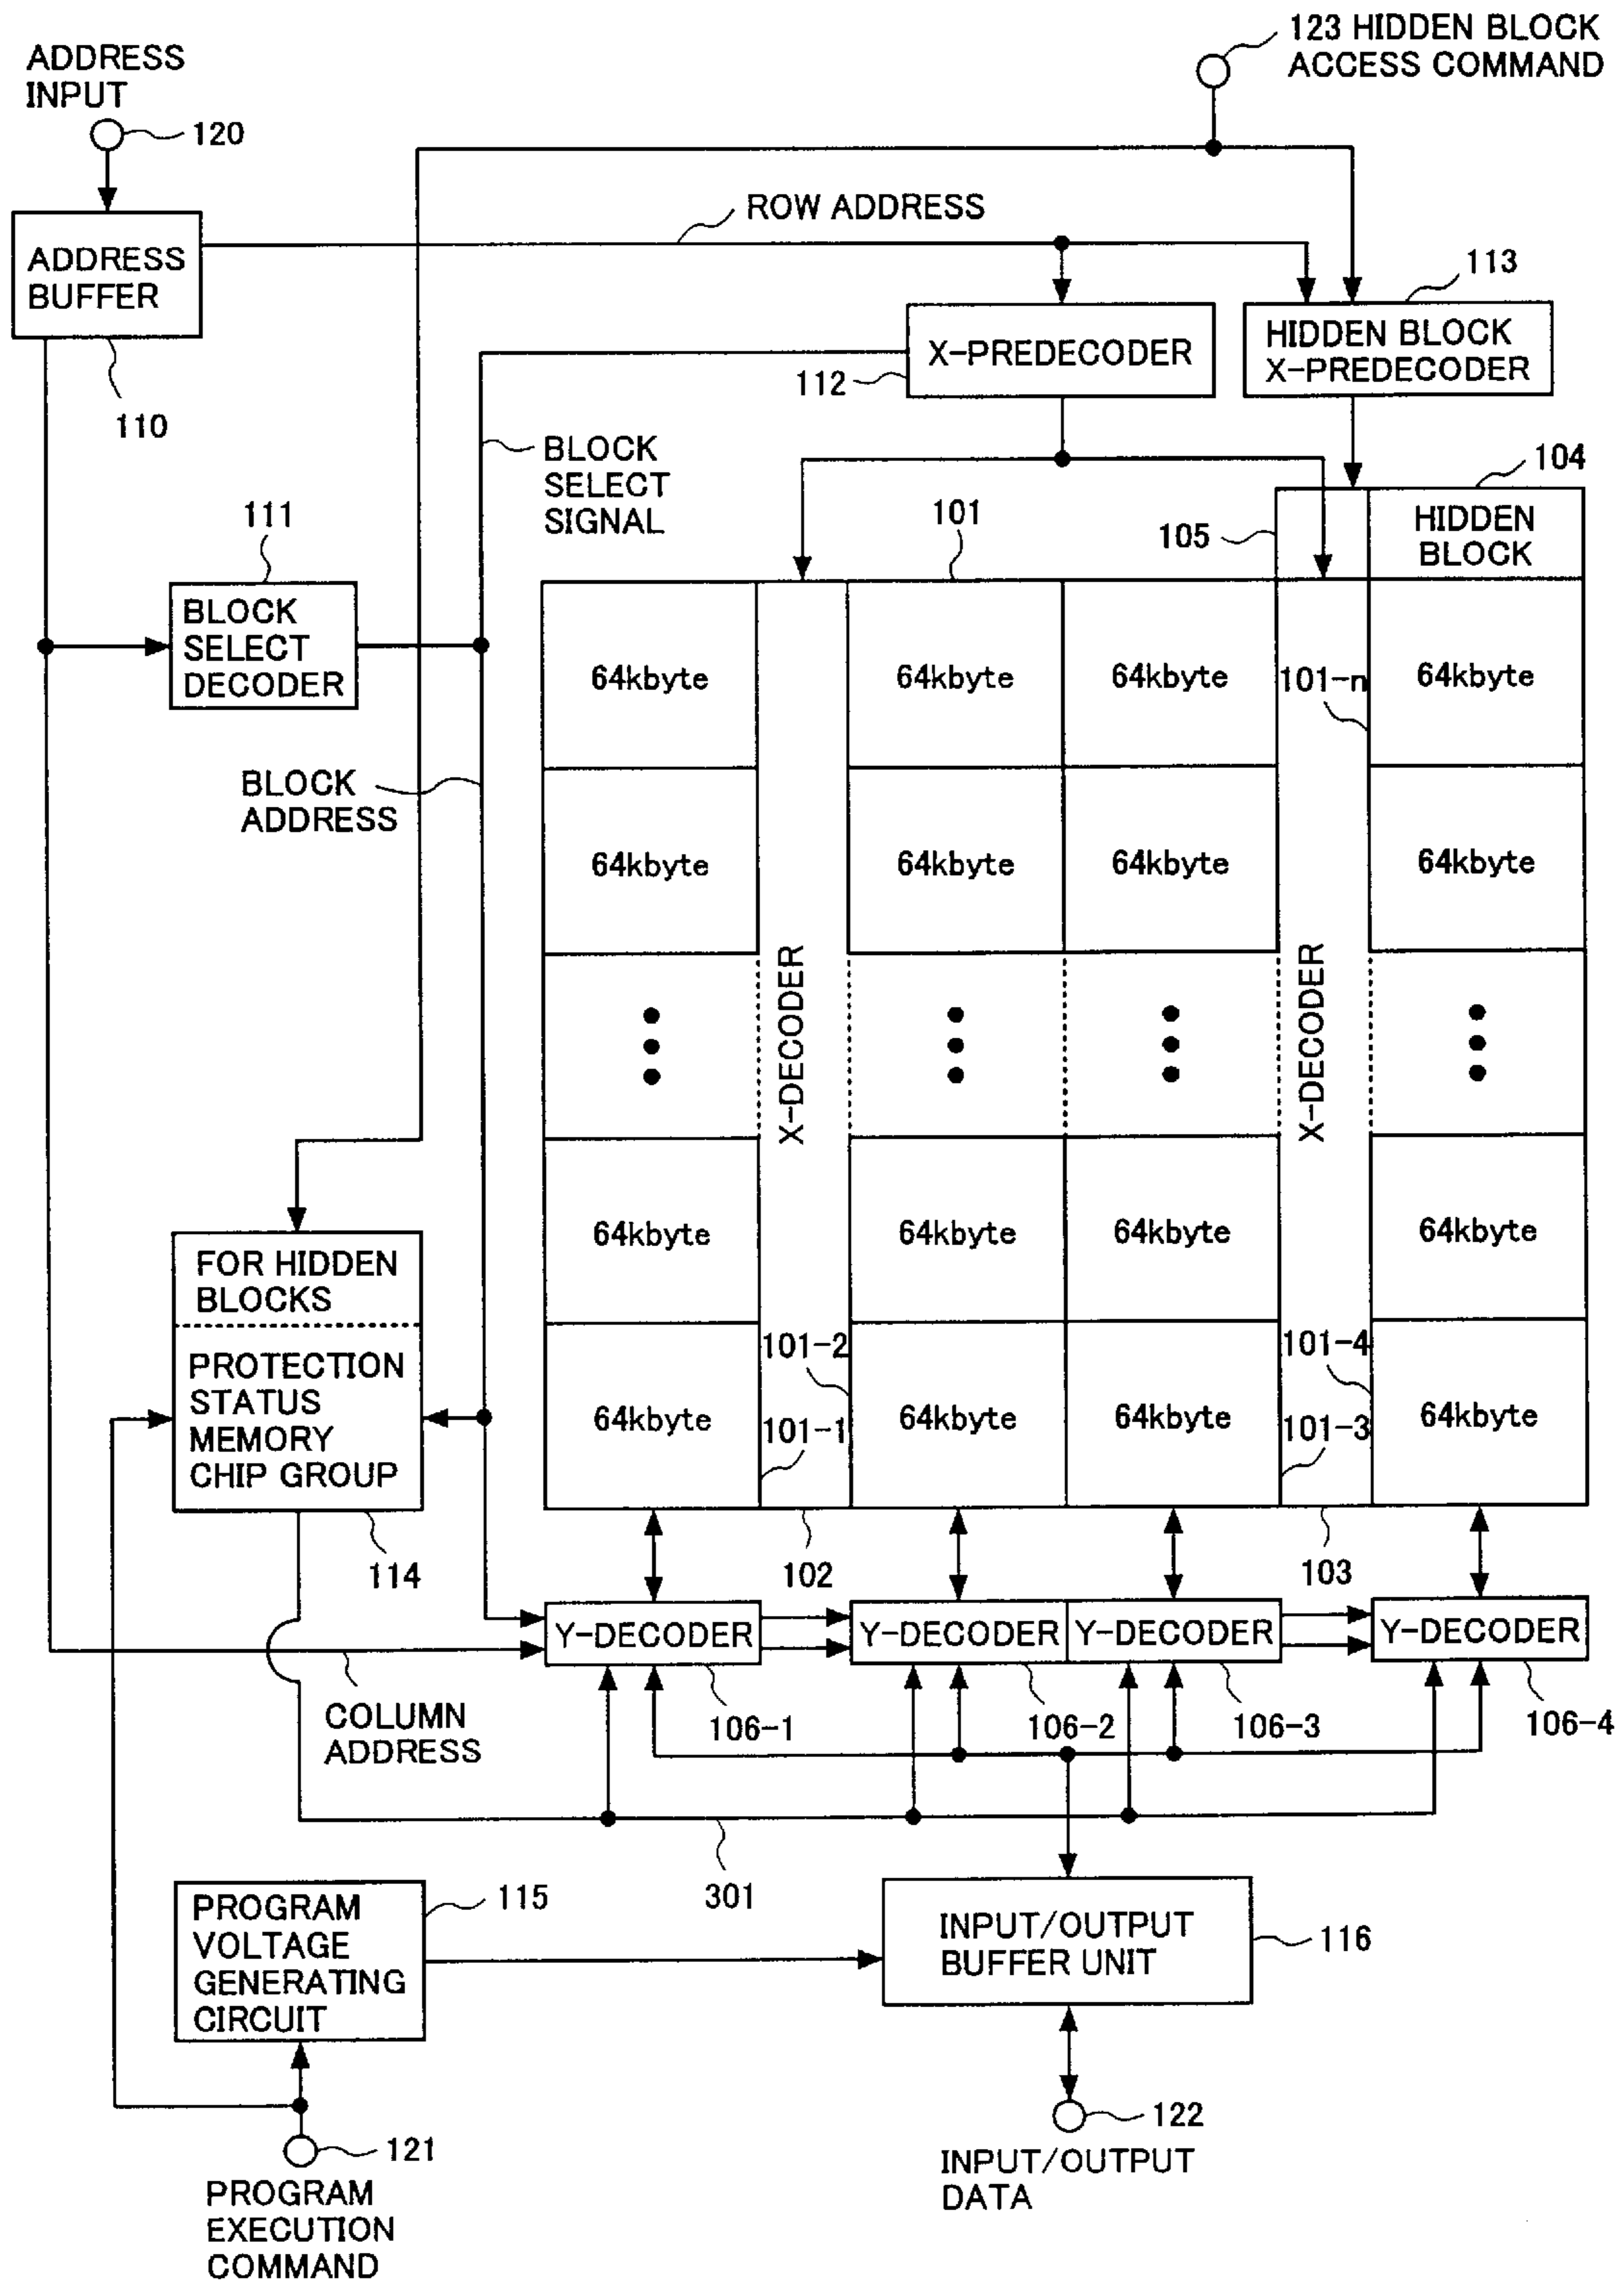 123 HIDDEN BLOCK
ACCESS COMMAND
ADDRESS
INPUT
120
ROW ADDRESS
ADDRESS
BUFFER
110
113
X-PREDECODER
112
HIDDEN BLOCK
X-PREDECODER
BLOCK
SELECT
SIGNAL
104
HIDDEN
BLOCK
105
101
111
BLOCK
SELECT
DECODER
64kbyte
64kbyte
64kbyte
101-n
64kbyte
BLOCK
ADDRESS
64kbyte
64kbyte
64kbyte
64kbyte
X-DECODER
X-DECODER
64kbyte
64kbyte
64kbyte
64kbyte
FOR HIDDEN
BLOCKS
PROTECTION
STATUS
MEMORY
CHIP GROUP
114
101-2
101-4
64kbyte
101-1
64kbyte
64kbyte
101-3
64kbyte
102
103
Y-DECODER
Y-DECODER
Y-DECODER
Y-DECODER
COLUMN
ADDRESS
106-1
106-2
106-3
106-4
301
PROGRAM
VOLTAGE
GENERATING
CIRCUIT
115
INPUT/OUTPUT
BUFFER UNIT
116
121
PROGRAM
EXECUTION
COMMAND
122
INPUT/OUTPUT
DATA